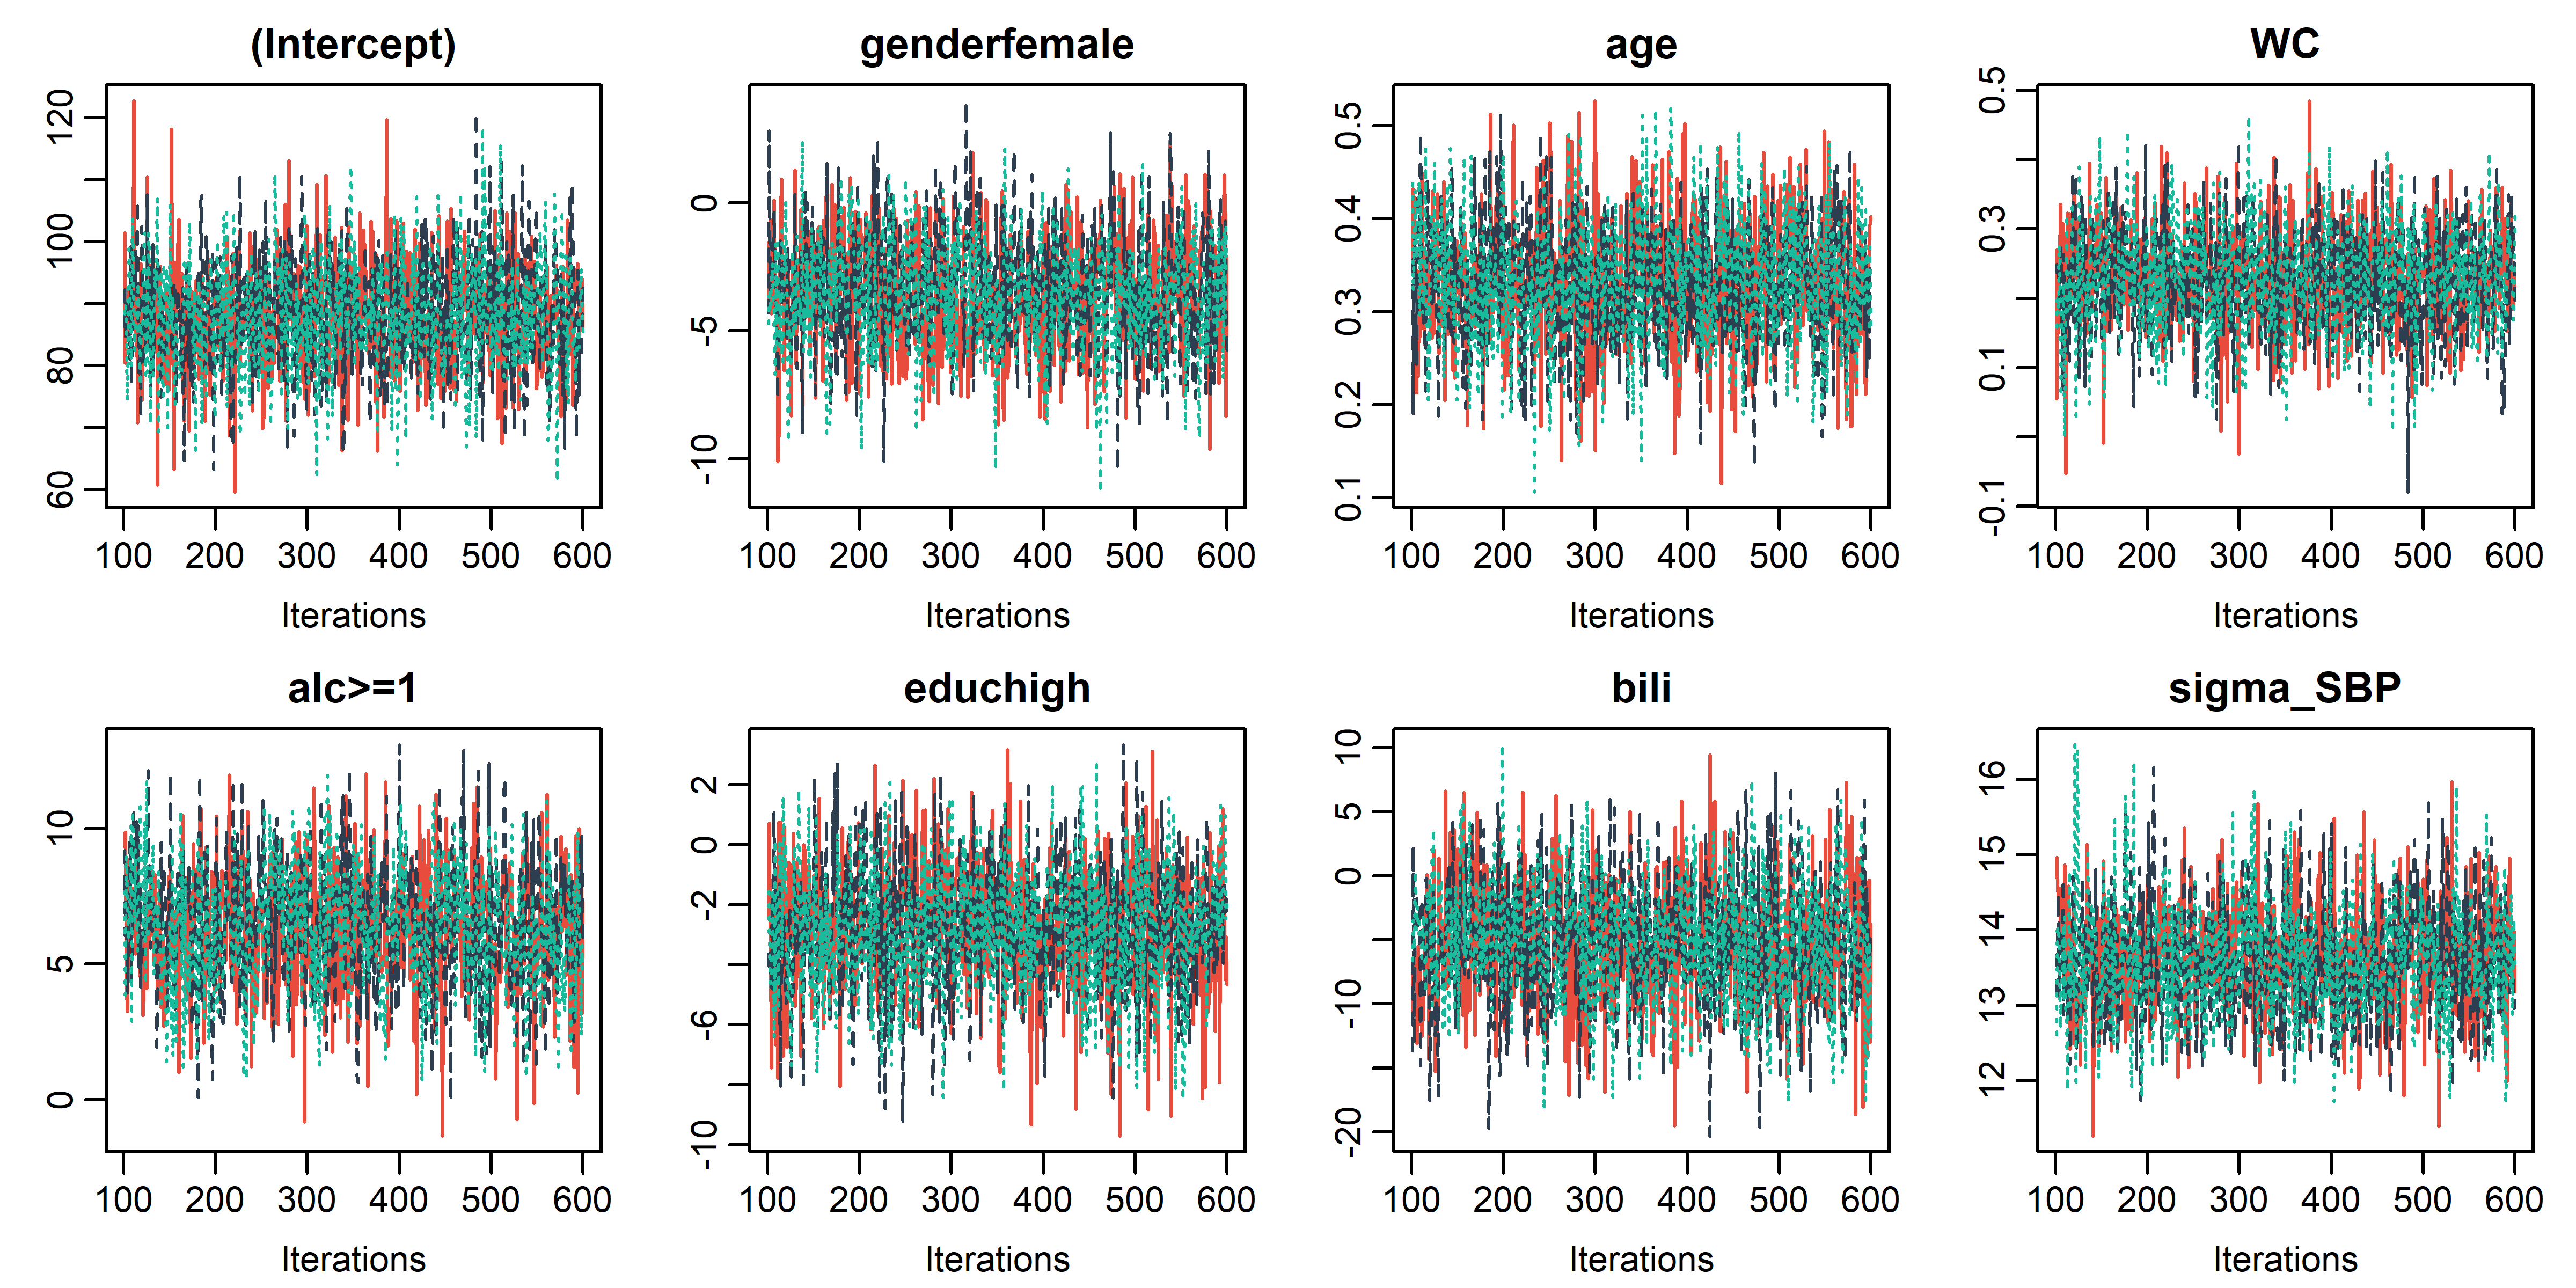 (Intercept) genderfemale age WC
120 100 80 60
0 -5 -10
0.5 0.4 0.3 0.2 0.1
0.5 0.3 0.1 -0.1
100 200 300 400 500 600 100 200 300 400 500 600 100 200 300 400 500 600 100 200 300 400 500 600
Iterations Iterations Iterations Iterations
alc>=1 educhigh bili sigma_SBP
10 5 0
2 0 -2 -6 -10
10 5 0 -10 -20
16 15 14 13 12
100 200 300 400 500 600 100 200 300 400 500 600 100 200 300 400 500 600 100 200 300 400 500 600
Iterations Iterations Iterations Iterations